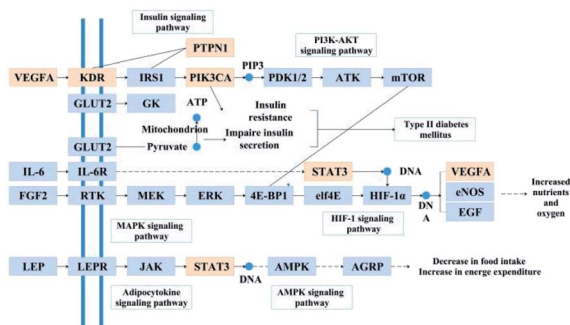 Insulin signaling
pathway
PTPN1
PI3K-AKT
signaling pathway
PIP3
VEGFA
KDR
IRS1
PIK3CA
PDK1/2
ATK
mTOR
GLUT2
GK
ATP
Insulin
resistance
Mitochondrion
Impaire insulin
secretion
Type II diabetes
mellitus
GLUT2
Pyruvate
IL-6
IL-6R
STAT3
DNA
VEGFA
FGF2
RTK
MEK
ERK
4E-BP1
elf4E
HIF-1α
DN
A
eNOS
EGF
Increased
nutrients
and
oxygen
MAPK signaling
pathway
HIF-1 signaling
pathway
LEP
LEPR
JAK
STAT3
DNA
AMPK
AGRP
Decrease in food intake
Increase in energy expenditure
Adipocytokine
signaling pathway
AMPK signaling
pathway